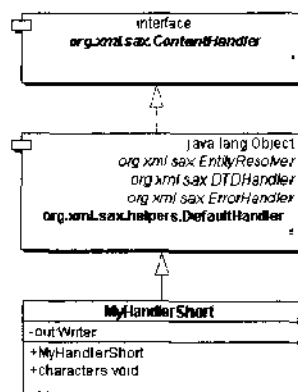 interface
org.xml.sax.ContentHandler
java.lang.Object
org.xml.sax.EntityResolver
org.xml.sax.DTDHandler
org.xml.sax.ErrorHandler
org.xml.sax.helpers.DefaultHandler
MyHandlerShort
-out:Writer
+MyHandlerShort
+characters:void